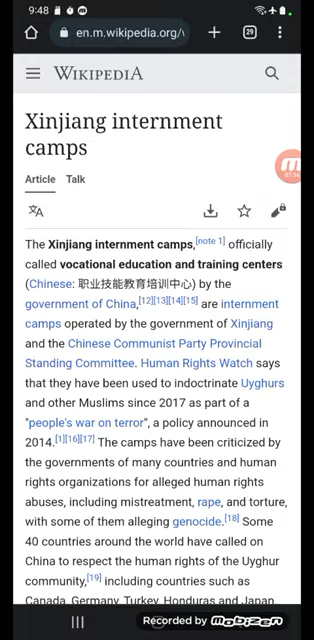 9:48
en.m.wikipedia.org/
29
WIKIPEDIA
Xinjiang internment
camps
Article Talk
The Xinjiang internment camps,[note 1] officially
called vocational education and training centers
(Chinese: 职业技能教育培训中心) by the
government of China,[12][13][14][15] are internment
camps operated by the government of Xinjiang
and the Chinese Communist Party Provincial
Standing Committee. Human Rights Watch says
that they have been used to indoctrinate Uyghurs
and other Muslims since 2017 as part of a
"people's war on terror", a policy announced in
2014.[1][16][17] The camps have been criticized by
the governments of many countries and human
rights organizations for alleged human rights
abuses, including mistreatment, rape, and torture,
with some of them alleging genocide.[18] Some
40 countries around the world have called on
China to respect the human rights of the Uyghur
community,[19] including countries such as
Canada, Germany, Turkey, Honduras and Japan
Recorded by mobizen